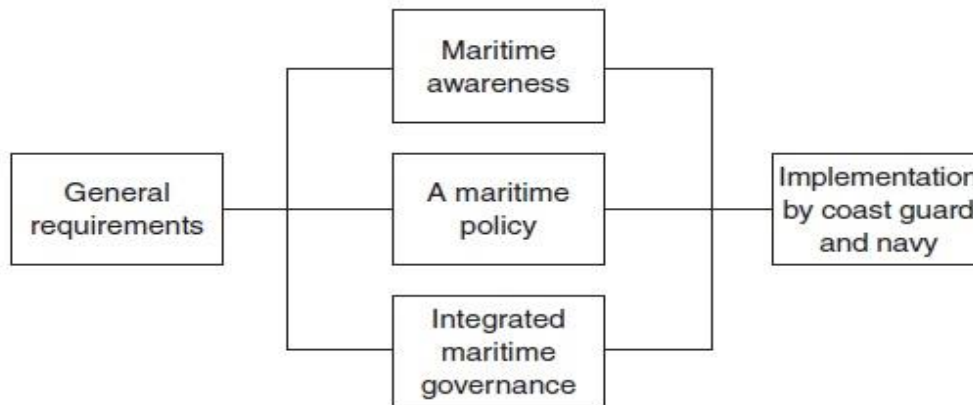 General
requirements
Maritime
awareness
A maritime
policy
Integrated
maritime
governance
Implementation
by coast guard
and navy